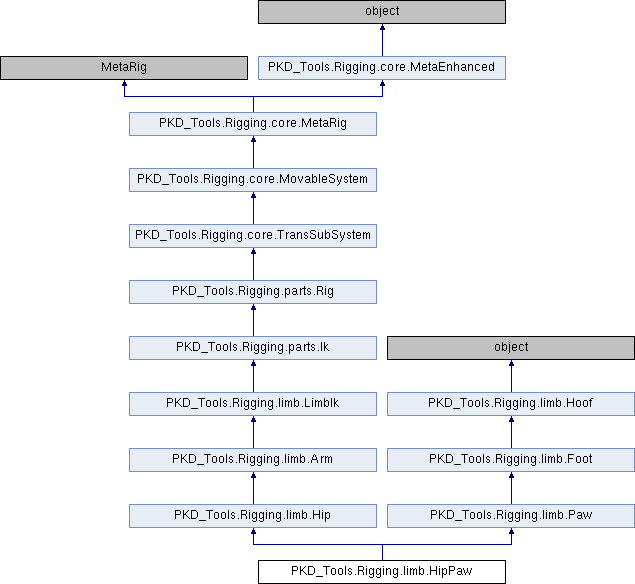 object
MetaRig
PKD_Tools.Rigging.core.MetaEnhanced
PKD_Tools.Rigging.core.MetaRig
PKD_Tools.Rigging.core.MovableSystem
PKD_Tools.Rigging.core.TransSubSystem
PKD_Tools.Rigging.parts.Rig
PKD_Tools.Rigging.parts.Ik
object
PKD_Tools.Rigging.limb.LimbIk
PKD_Tools.Rigging.limb.Hoof
PKD_Tools.Rigging.limb.Arm
PKD_Tools.Rigging.limb.Foot
PKD_Tools.Rigging.limb.Hip
PKD_Tools.Rigging.limb.Paw
PKD_Tools.Rigging.limb.HipPaw